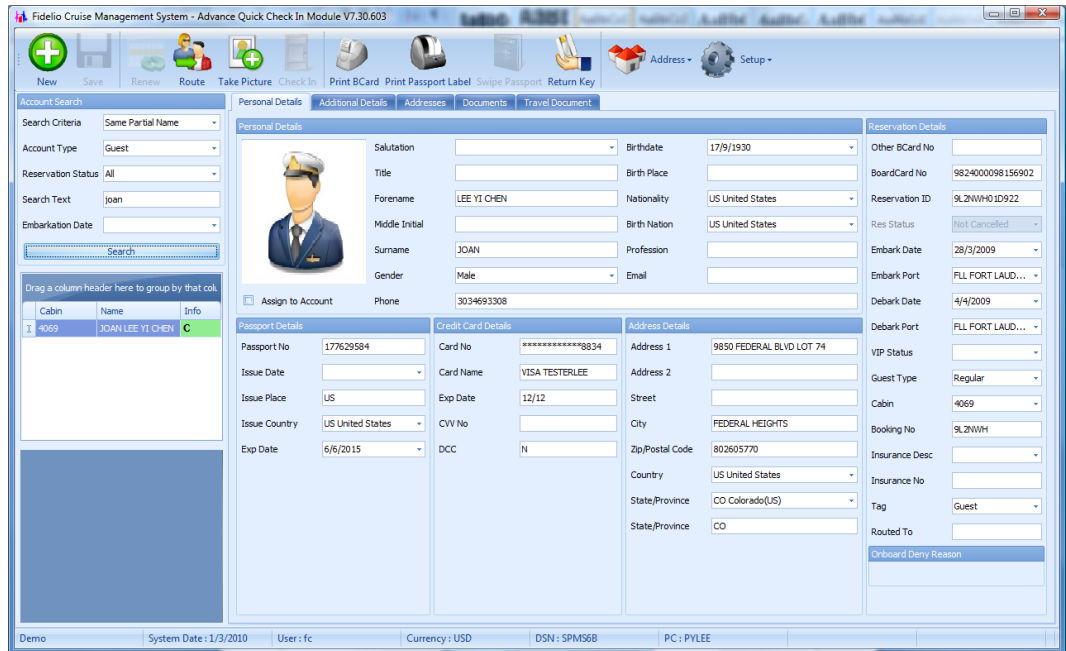 Fidelio Cruise Management System - Advance Quick Check In Module V7.30.603
New Save Renew Route Take Picture Check In Print BCard Print Passport Label Swipe Passport Return Key Address Setup
Account Search
Search Criteria Same Partial Name
Account Type Guest
Reservation Status All
Search Text joan
Embarkation Date
Search
Drag a column header here to group by that colu
Cabin Name Info
4069 JOAN LEE YI CHEN C
Personal Details Additional Details Addresses Documents Travel Document
Personal Details
Salutation
Title
Forename LEE YI CHEN
Middle Initial
Surname JOAN
Gender Male
Assign to Account Phone 3034693308
Birthdate 17/9/1930
Birth Place
Nationality US United States
Birth Nation US United States
Profession
Email
Passport Details
Passport No 177629584
Issue Date
Issue Place US
Issue Country US United States
Exp Date 6/6/2015
Credit Card Details
Card No ************8834
Card Name VISA TESTERLEE
Exp Date 12/12
CVV No
DCC N
Address Details
Address 1 9850 FEDERAL BLVD LOT 74
Address 2
Street
City FEDERAL HEIGHTS
Zip/Postal Code 802605770
Country US United States
State/Province CO Colorado(US)
State/Province CO
Reservation Details
Other BCard No
BoardCard No 9824000098156902
Reservation ID 9L2NWH01D922
Res Status Not Cancelled
Embark Date 28/3/2009
Embark Port FLL FORT LAUD...
Debark Date 4/4/2009
Debark Port FLL FORT LAUD...
VIP Status
Guest Type Regular
Cabin 4069
Booking No 9L2NWH
Insurance Desc
Insurance No
Tag Guest
Routed To
Onboard Deny Reason
Demo System Date : 1/3/2010 User : fc Currency : USD DSN : SPMS6B PC : PYLEE